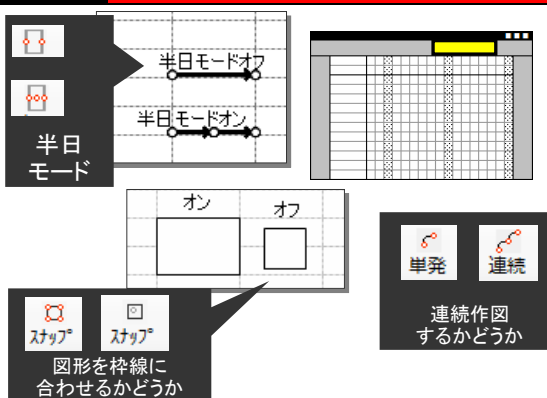 半日モードオフ
半日モードオン
半日
モード
オン
オフ
単発
連続
連続作図
するかどうか
ｽﾅｯﾌﾟ
ｽﾅｯﾌﾟ
図形を枠線に
合わせるかどうか